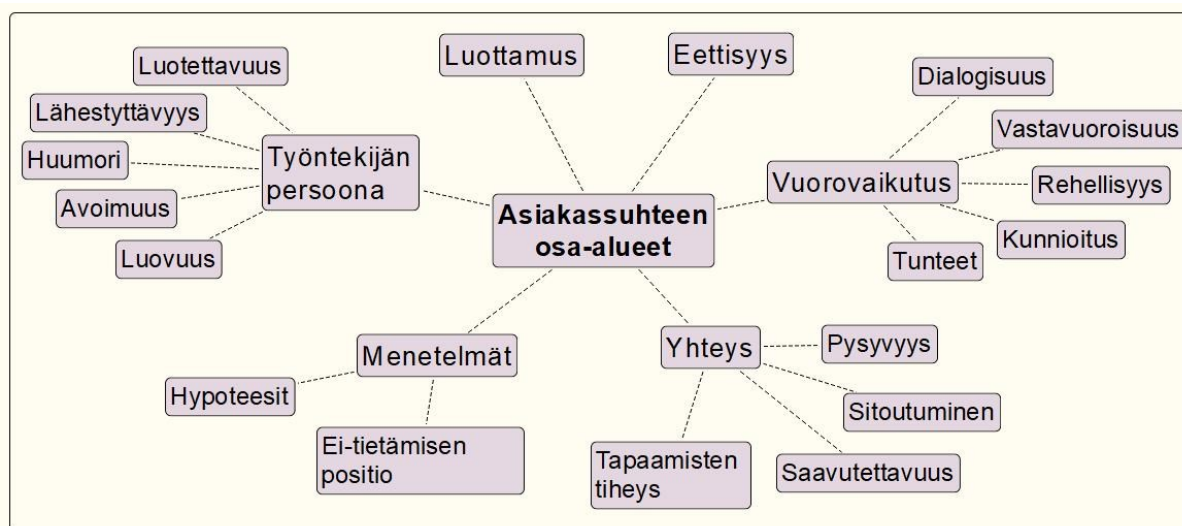 Luottamus
Eettisyys
Luotettavuus
Lähestyttävyys
Huumori
Avoimuus
Luovuus
Työntekijän
persoona
Asiakassuhteen
osa-alueet
Vuorovaikutus
Dialogisuus
Vastavuoroisuus
Rehellisyys
Kunnioitus
Tunteet
Menetelmät
Hypoteesit
Ei-tietämisen
positio
Yhteys
Pysyvyys
Sitoutuminen
Saavutettavuus
Tapaamisten
tiheys